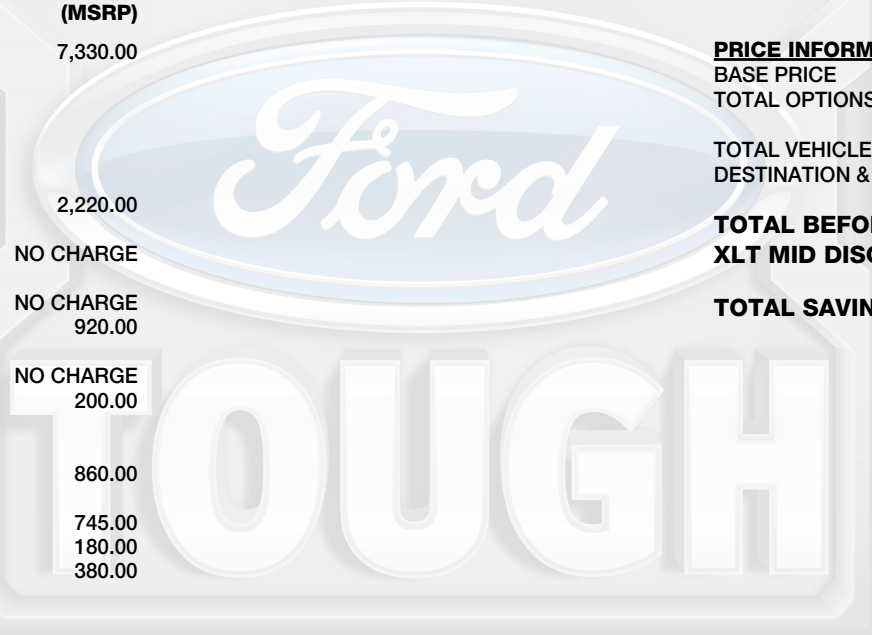 (MSRP)
7,330.00
2,220.00
NO CHARGE
NO CHARGE
920.00
NO CHARGE
200.00
860.00
745.00
180.00
380.00
PRICE INFORM
BASE PRICE
TOTAL OPTIONS
TOTAL VEHICLE
DESTINATION &
TOTAL BEFO
XLT MID DISC
TOTAL SAVIN
Ford
TOUGH